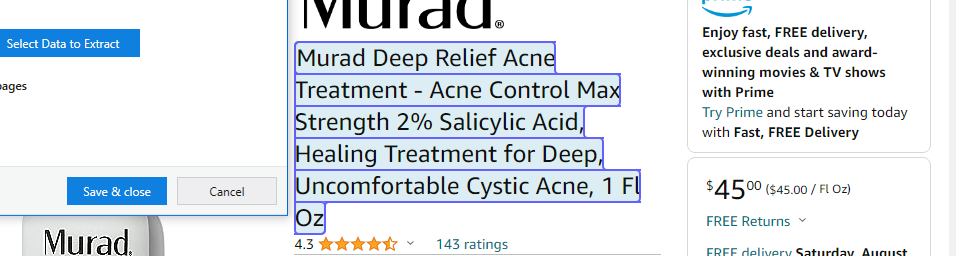 Select Data to Extract
pages
Save & close
Cancel
Murad
Murad.
Murad Deep Relief Acne
Treatment - Acne Control Max
Strength 2% Salicylic Acid,
Healing Treatment for Deep,
Uncomfortable Cystic Acne, 1 Fl
Oz
4.3
143 ratings
prime
Enjoy fast, FREE delivery,
exclusive deals and award-
winning movies & TV shows
with Prime
Try Prime and start saving today
with Fast, FREE Delivery
$45.00 ($45.00 / Fl Oz)
FREE Returns
FREE delivery Saturday, August